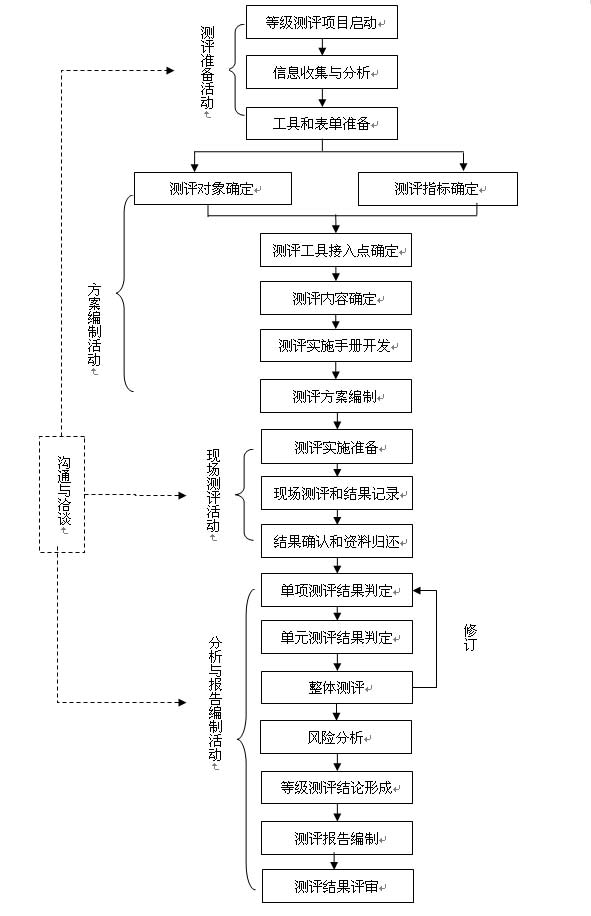 等级测评项目启动
测评准备活动
信息收集与分析
工具和表单准备
测评对象确定
测评指标确定
测评工具接入点确定
方案编制活动
测评内容确定
测评实施手册开发
测评方案编制
沟通与洽谈
现场测评活动
测评实施准备
现场测评和结果记录
结果确认和资料归还
分析与报告编制活动
单项测评结果判定
修订
单元测评结果判定
整体测评
风险分析
等级测评结论形成
测评报告编制
测评结果评审